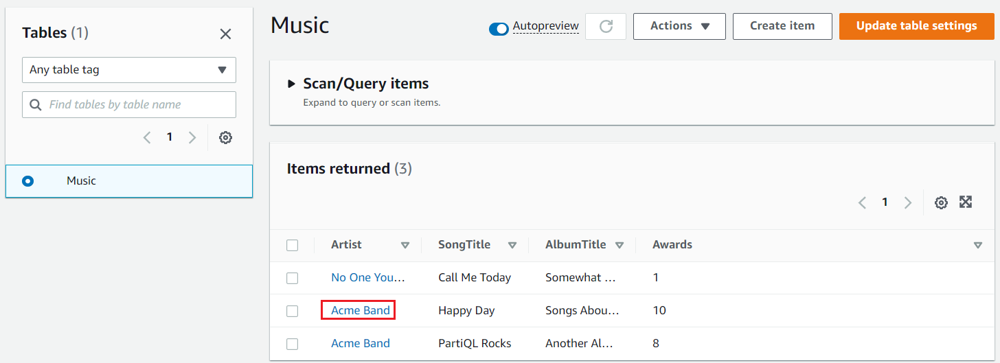 Tables (1)
Any table tag
Find tables by table name
1
Music
Music
Autopreview
Actions
Create item
Update table settings
Scan/Query items
Expand to query or scan items.
Items returned (3)
1
Artist SongTitle AlbumTitle Awards
No One You... Call Me Today Somewhat ... 1
Acme Band Happy Day Songs Abou... 10
Acme Band PartiQL Rocks Another Al... 8